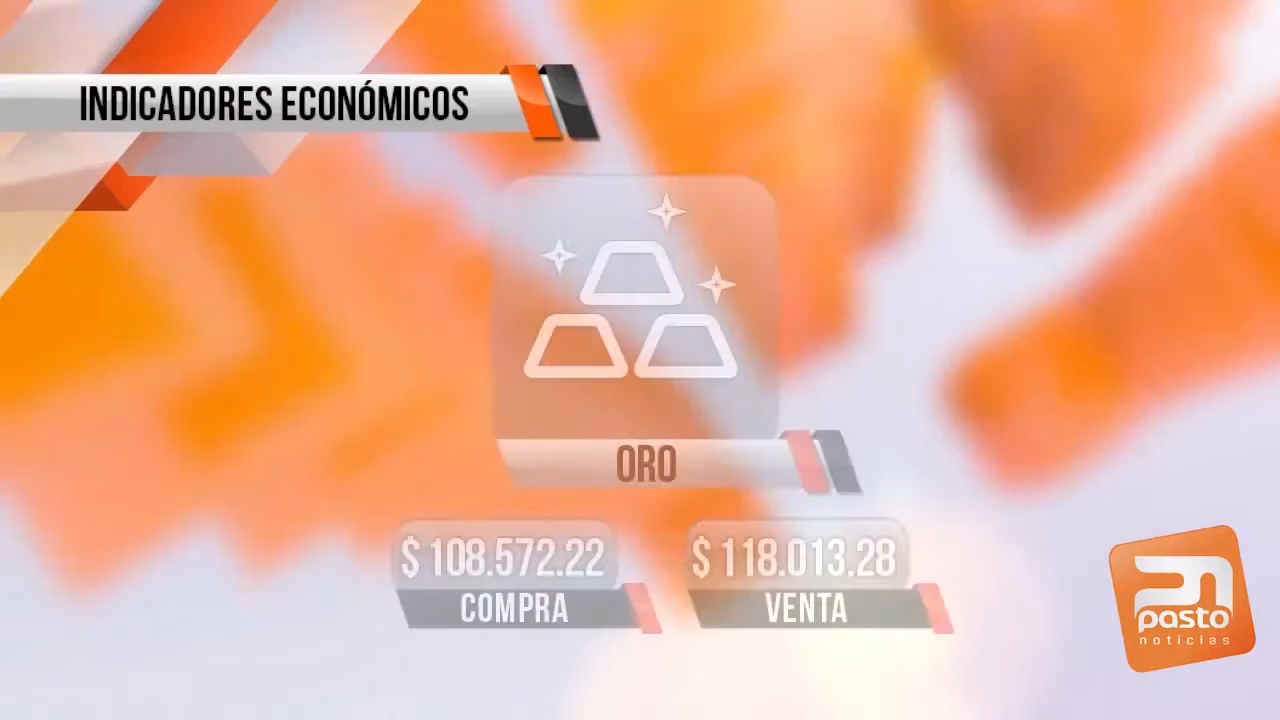 INDICADORES ECONÓMICOS
ORO
$ 108.572.22
$ 118.013.28
COMPRA
VENTA
pasto
noticias